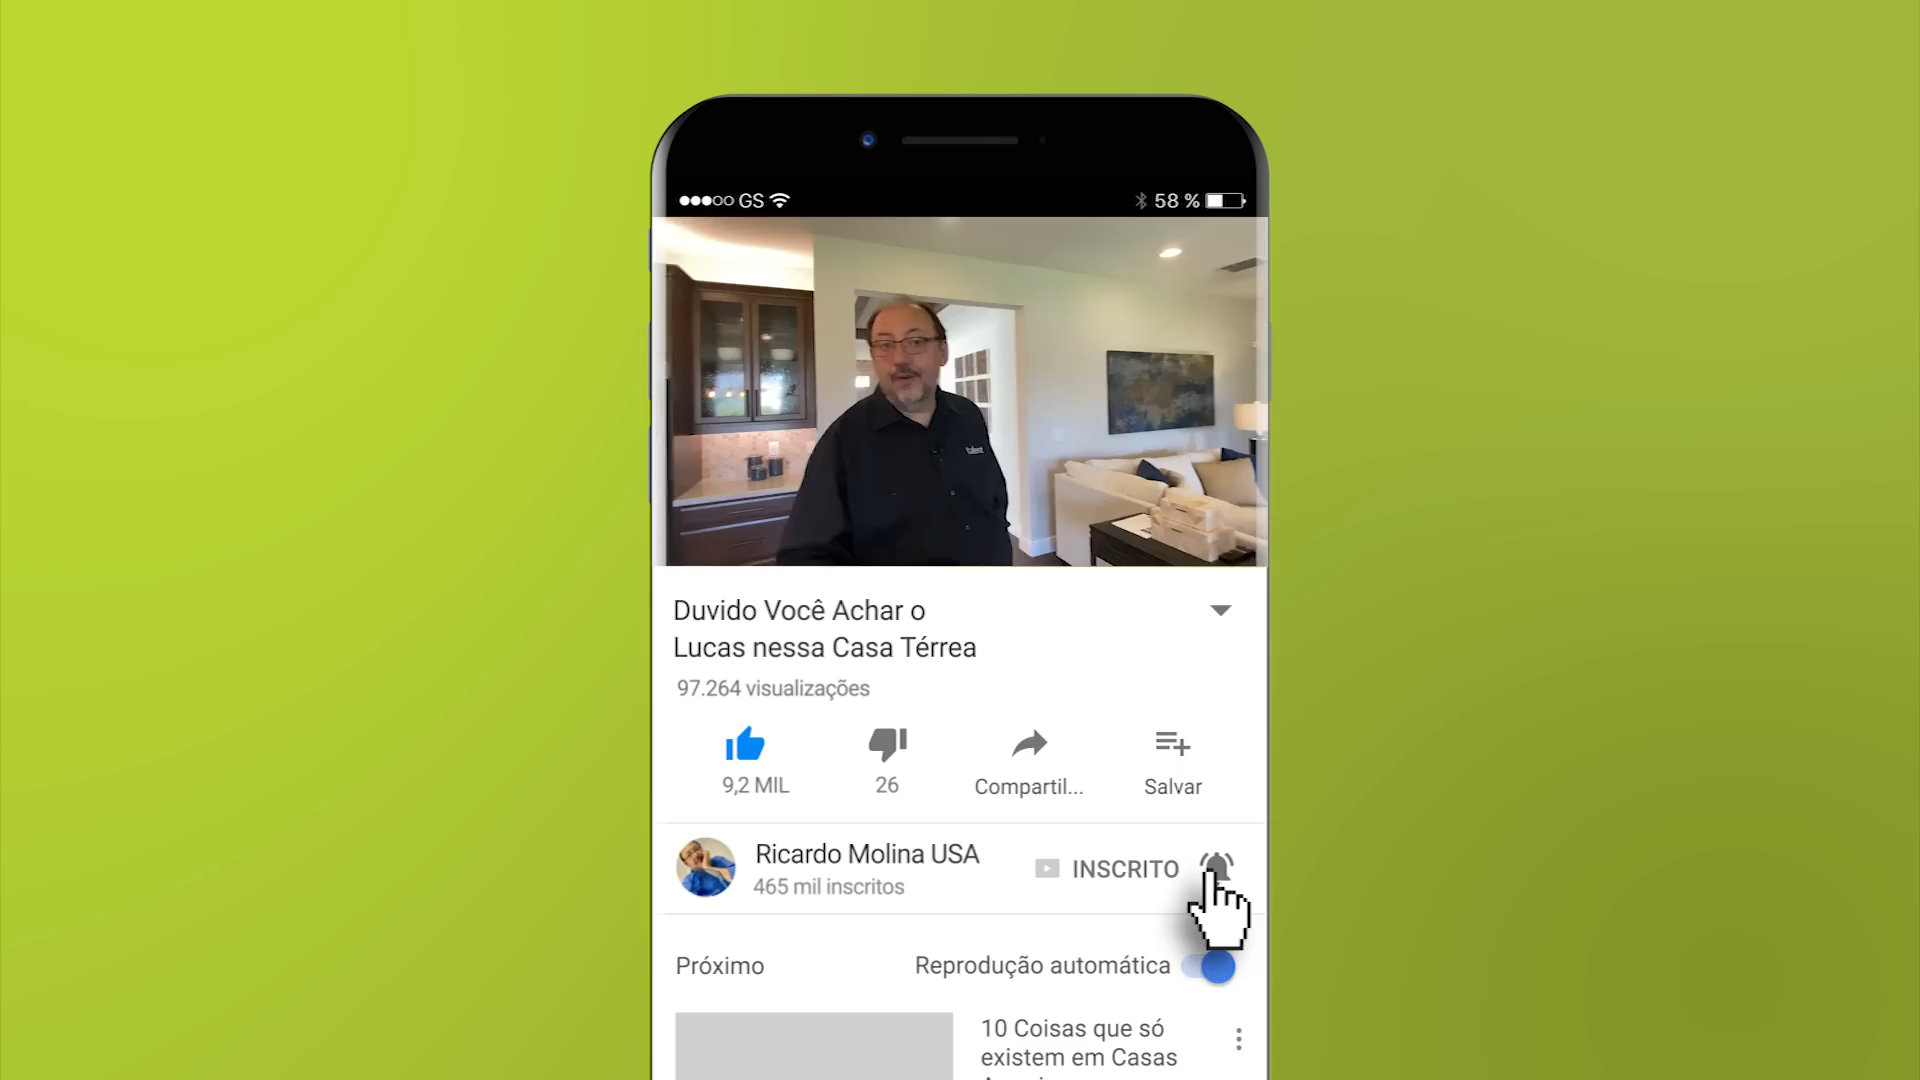 GS
58 %
talent
Duvido Você Achar o
Lucas nessa Casa Térrea
97.264 visualizações
9,2 MIL
26
Compartil...
Salvar
Ricardo Molina USA
465 mil inscritos
INSCRITO
Próximo
Reprodução automática
10 Coisas que só
existem em Casas